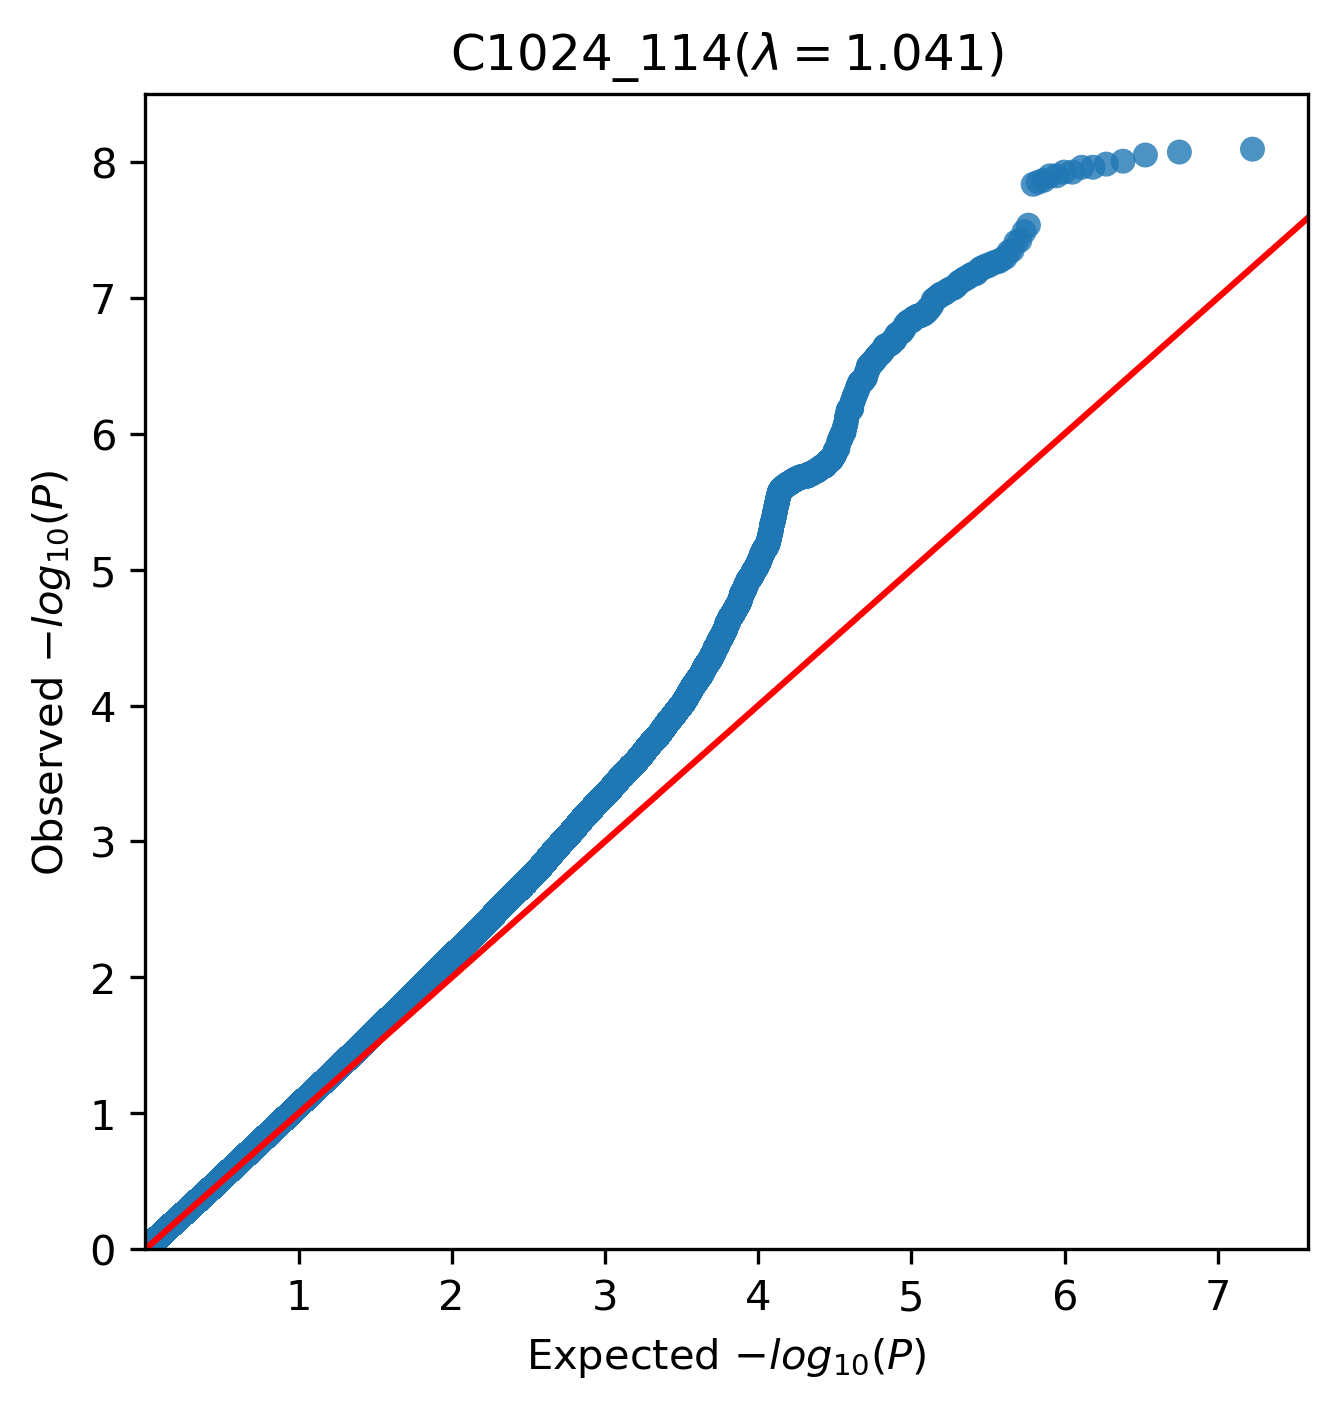 C1024_114(λ = 1.041)
Observed −log₁₀(P)
8
7
6
5
4
3
2
1
0
1 2 3 4 5 6 7
Expected −log₁₀(P)